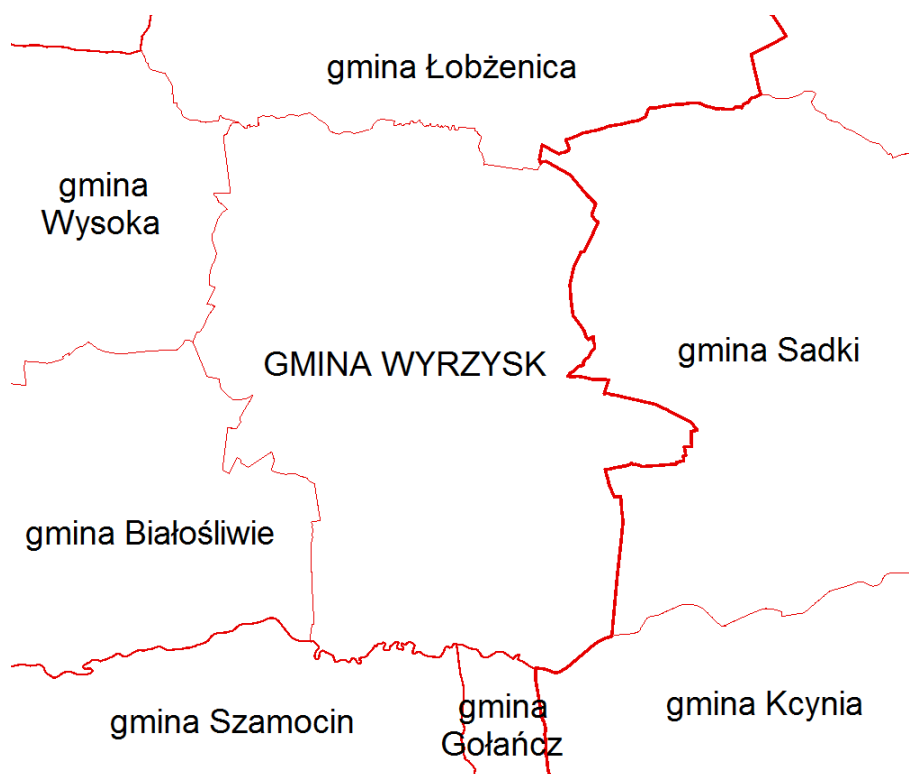 gmina Łobżenica
gmina
Wysoka
GMINA WYRZYSK
gmina Sadki
gmina Białośliwie
gmina Szamocin
gmina
Gołańcz
gmina Kcynia